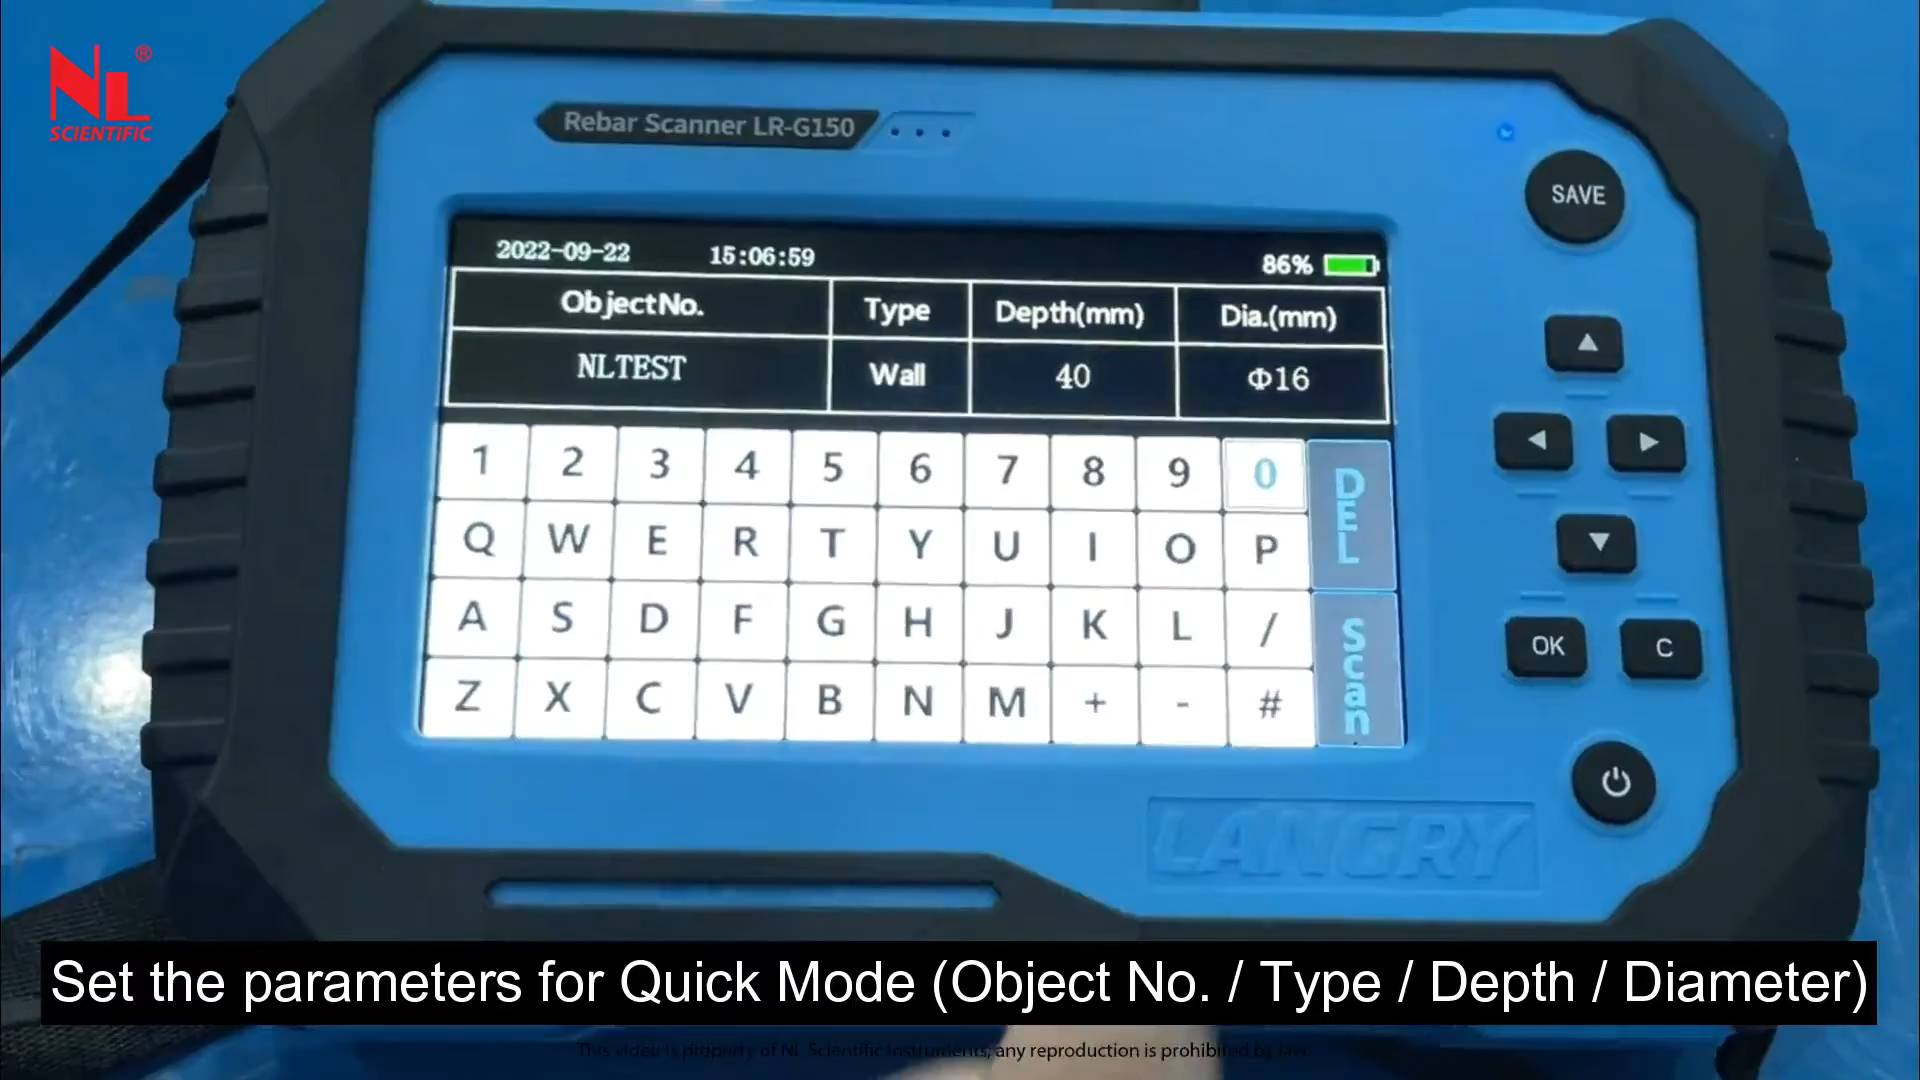 NL®
SCIENTIFIC
Rebar Scanner LR-G150
SAVE
2022-09-22 15:06:59 86%
ObjectNo. Type Depth(mm) Dia.(mm)
NLTEST Wall 40 Φ16
1 2 3 4 5 6 7 8 9 0 DEL
Q W E R T Y U I O P
A S D F G H J K L / Scan
Z X C V B N M + - #
OK C
LANGRY
Set the parameters for Quick Mode (Object No. / Type / Depth / Diameter)
This video is property of NL Scientific Instruments, any reproduction is prohibited by law